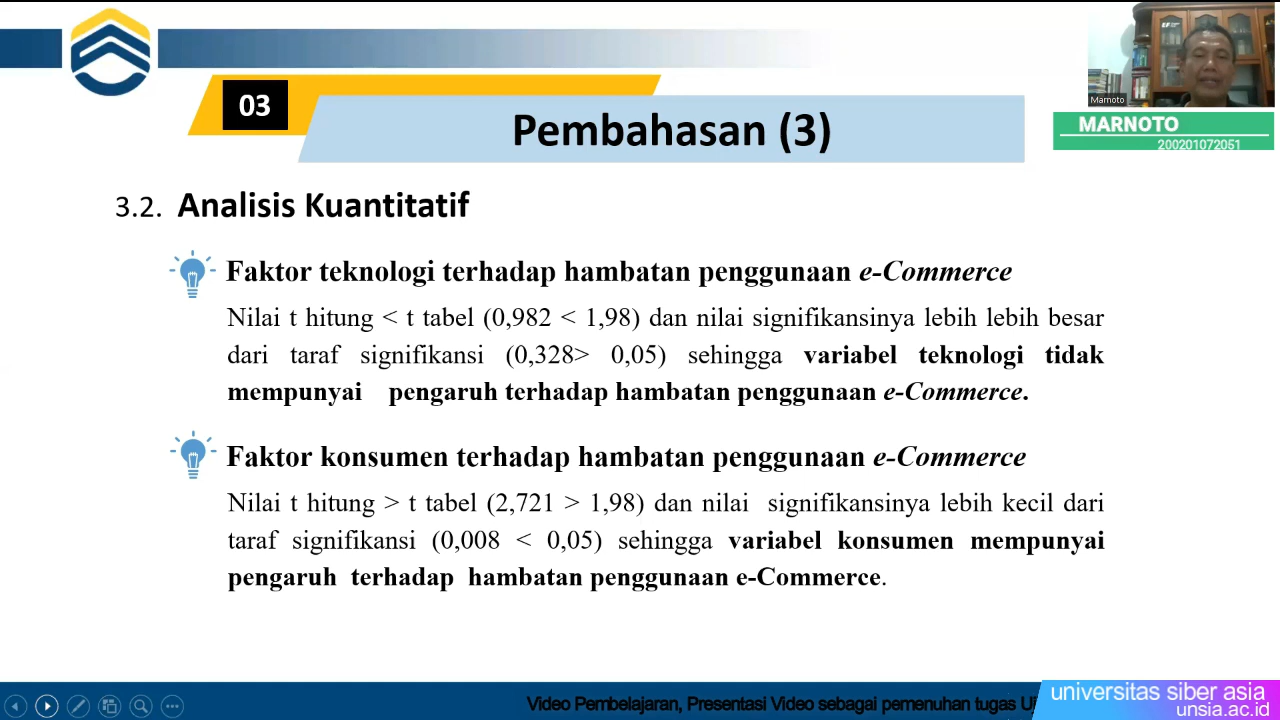 03
Pembahasan (3)
Marnoto
MARNOTO
200201072051
3.2. Analisis Kuantitatif
Faktor teknologi terhadap hambatan penggunaan e-Commerce
Nilai t hitung < t tabel (0,982 < 1,98) dan nilai signifikansinya lebih lebih besar
dari taraf signifikansi (0,328> 0,05) sehingga variabel teknologi tidak
mempunyai pengaruh terhadap hambatan penggunaan e-Commerce.
Faktor konsumen terhadap hambatan penggunaan e-Commerce
Nilai t hitung > t tabel (2,721 > 1,98) dan nilai signifikansinya lebih kecil dari
taraf signifikansi (0,008 < 0,05) sehingga variabel konsumen mempunyai
pengaruh terhadap hambatan penggunaan e-Commerce.
Video Pembelajaran, Presentasi Video sebagai pemenuhan tugas
universitas siber asia
unsia.ac.id